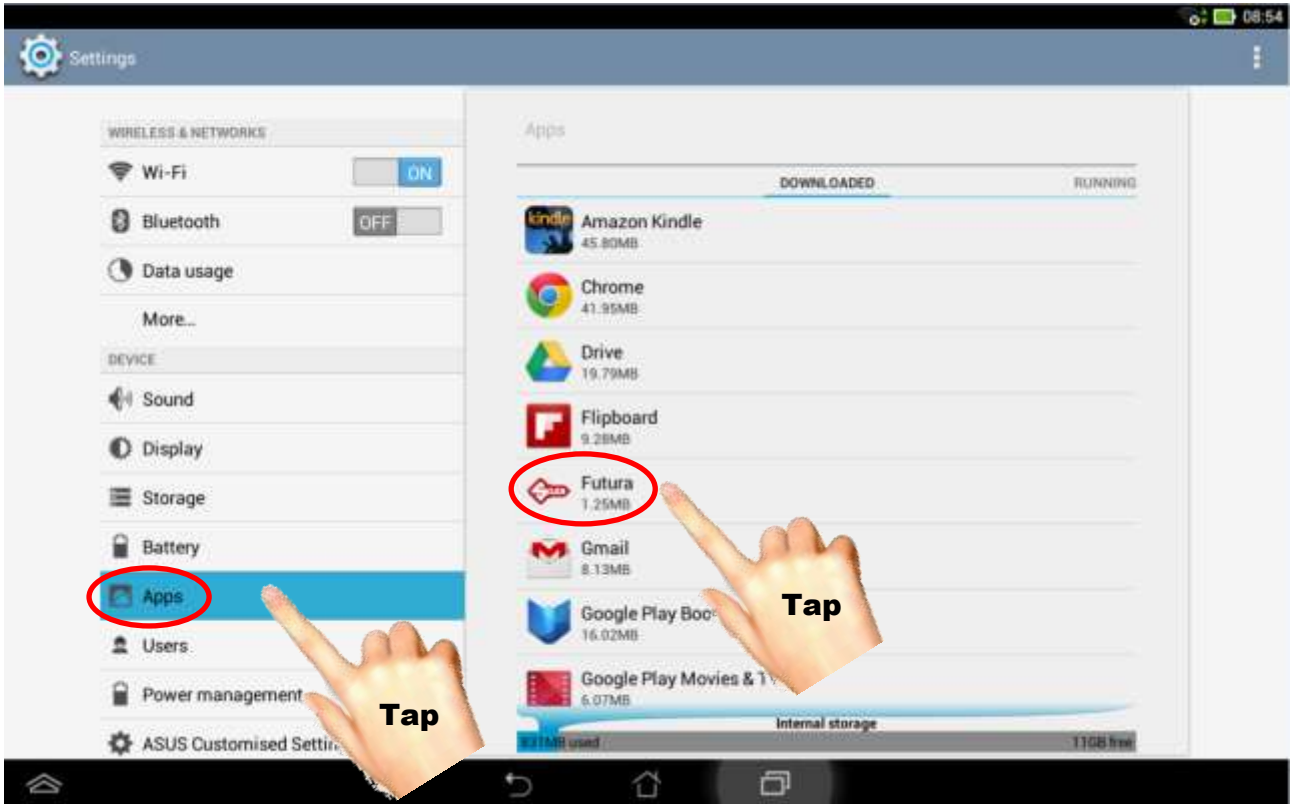 08:54
Settings
WIRELESS & NETWORKS
Wi-Fi ON
Bluetooth OFF
Data usage
More...
DEVICE
Sound
Display
Storage
Battery
Apps
Users
Power management
ASUS Customised
Tap
Apps
DOWNLOADED RUNNING
kindle
Amazon Kindle
45.80MB
Chrome
41.95MB
Drive
19.79MB
Flipboard
9.28MB
Futura
1.25MB
Gmail
8.13MB
Google Play
16.02MB
Google Play Movies &
6.07MB
Tap
Internal storage
831MB used 11GB free